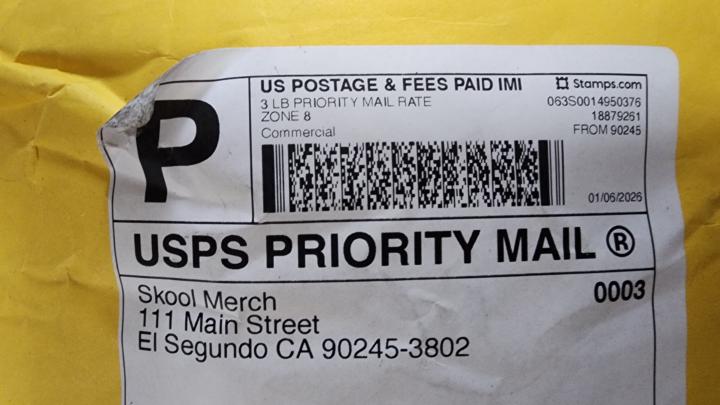 P
US POSTAGE & FEES PAID IMI
Stamps.com
3 LB PRIORITY MAIL RATE
063S0014950376
ZONE 8
18879261
Commercial
FROM 90245
01/06/2026
USPS PRIORITY MAIL ®
Skool Merch
0003
111 Main Street
El Segundo CA 90245-3802